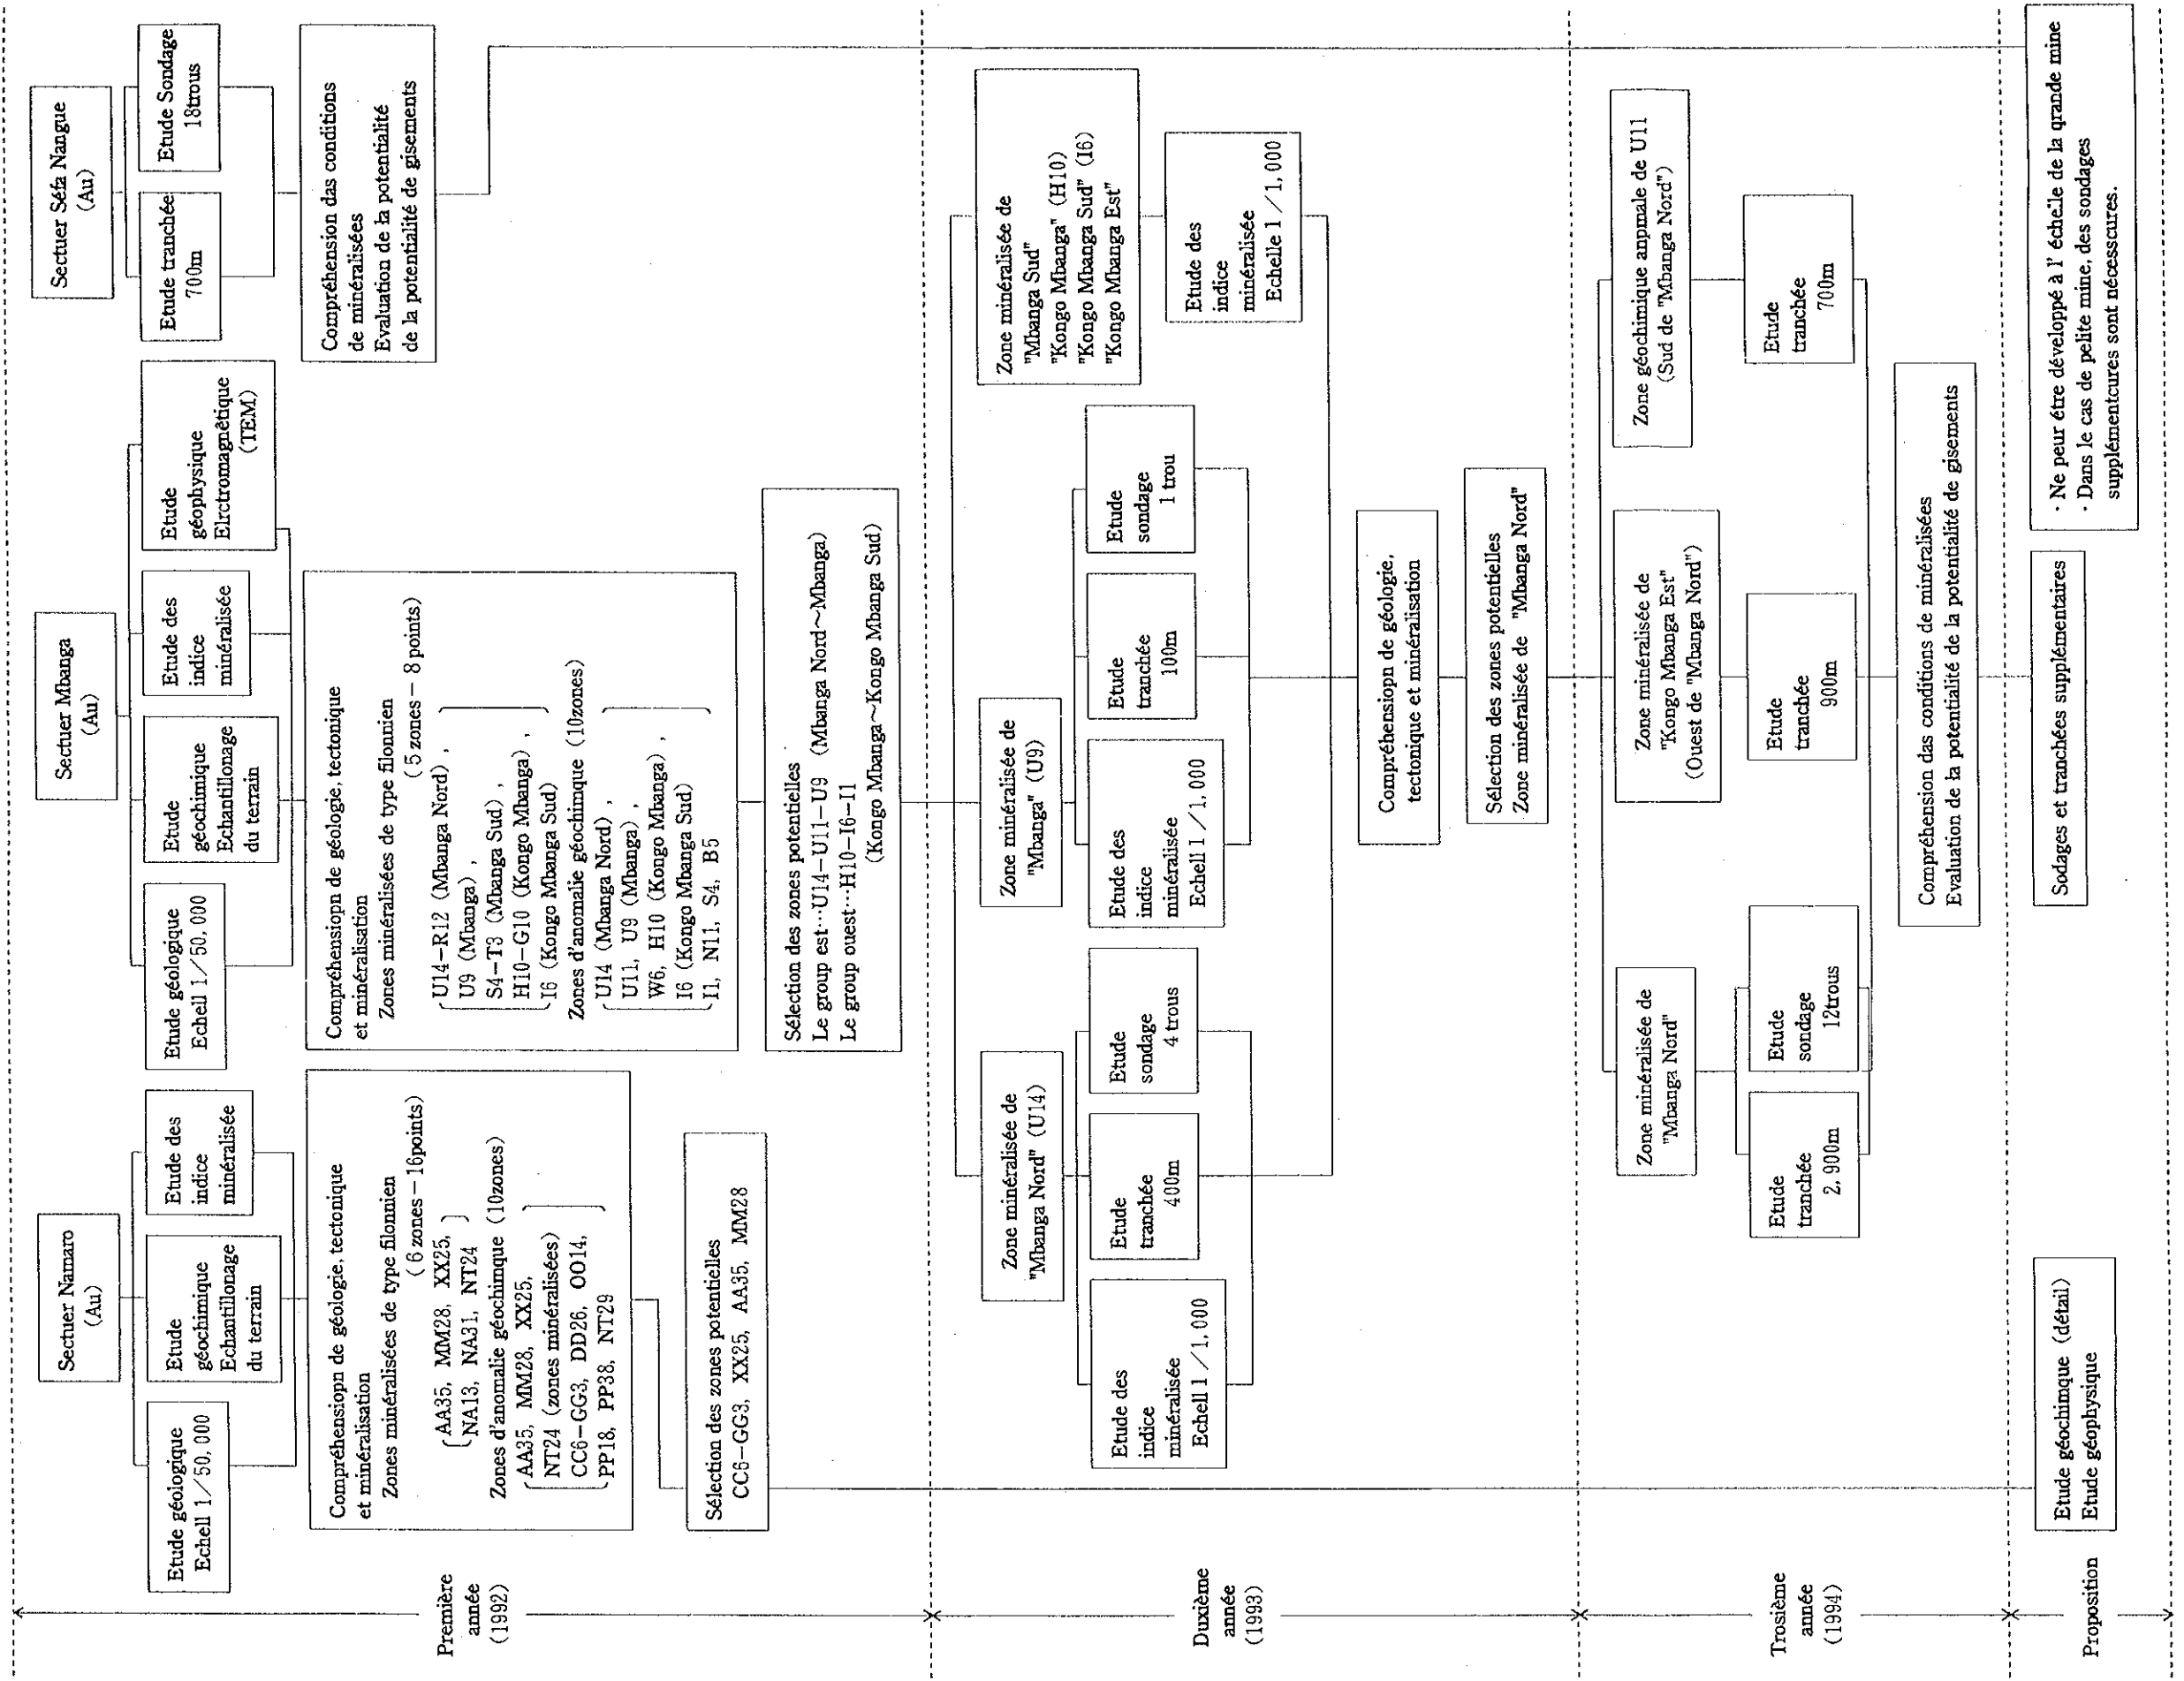 Première
année
(1992)
Sectuer Namaro
(Au)
Etude géologique
Echell 1/50,000
Etude
géochimique
Echantillonage
du terrain
Etude des
indice
minéralisée
Compréhensiopn de géologie, tectonique
et minéralisation
Zones minéralisées de type filonnien
(6 zones-16points)
AA35, MM28, XX25,
NA13, NA31, NT24
Zones d'anomalie géochimque (10zones)
AA35, MM28, XX25,
NT24 (zones minéralisées)
CC6-GG3, DD26, OO14,
PP18, PP38, NT29
Sélection des zones potentielles
CC6-GG3, XX25, AA35, MM28
Sectuer Mbanga
(Au)
Etude géologique
Echell 1/50,000
Etude
géochimique
Echantillonage
du terrain
Etude des
indice
minéralisée
Etude
géophysique
Elrctromagnétique
(TEM)
Compréhensiopn de géologie, tectonique
et minéralisation
Zones minéralisées de type filonnien
(5 zones-8 points)
U14-R12 (Mbanga Nord),
U9 (Mbanga),
S4-T3 (Mbanga Sud),
H10-G10 (Kongo Mbanga),
I6 (Kongo Mbanga Sud)
Zones d'anomalie géochimque (10zones)
U14 (Mbanga Nord),
U11, U9 (Mbanga),
W6, H10 (Kongo Mbanga),
I6 (Kongo Mbanga Sud)
I1, N11, S4, B5
Sélection des zones potentielles
Le group est…U14-U11-U9 (Mbanga Nord~Mbanga)
Le group ouest…H10-I6-I1
(Kongo Mbanga~Kongo Mbanga Sud)
Sectuer Séfa Nangue
(Au)
Etude tranchée
700m
Etude Sondage
18trous
Compréhension das conditions
de minéralisées
Evaluation de la potentialité
de la potentialité de gisements
Duxième
année
(1993)
Zone minéralisée de
"Mbanga Nord" (U14)
Etude des
indice
minéralisée
Echell 1/1,000
Etude
tranchée
400m
Etude
sondage
4 trous
Zone minéralisée de
"Mbanga" (U9)
Etude des
indice
minéralisée
Echell 1/1,000
Etude
tranchée
100m
Etude
sondage
1 trou
Zone minéralisée de
"Mbanga Sud"
"Kongo Mbanga" (H10)
"Kongo Mbanga Sud" (I6)
"Kongo Mbanga Est"
Etude des
indice
minéralisée
Echelle 1/1,000
Compréhensiopn de géologie,
tectonique et minéralisation
Sélection des zones potentielles
Zone minéralisée de "Mbanga Nord"
Trosième
année
(1994)
Zone minéralisée de
"Mbanga Nord"
Etude
tranchée
2,900m
Etude
sondage
12trous
Zone minéralisée de
"Kongo Mbanga Est"
(Ouest de "Mbanga Nord")
Etude
tranchée
900m
Zone géochimique anpmale de U11
(Sud de "Mbanga Nord")
Etude
tranchée
700m
Compréhension das conditions de minéralisées
Evaluation de la potentialité de la potentialité de gisements
Proposition
Etude géochimque (détail)
Etude géophysique
Sodages et tranchées supplémentaires
· Ne peur étre développé à l' échelle de la qrande mine
· Dans le cas de pelite mine, des sondages
supplémentcures sont nécesscures.